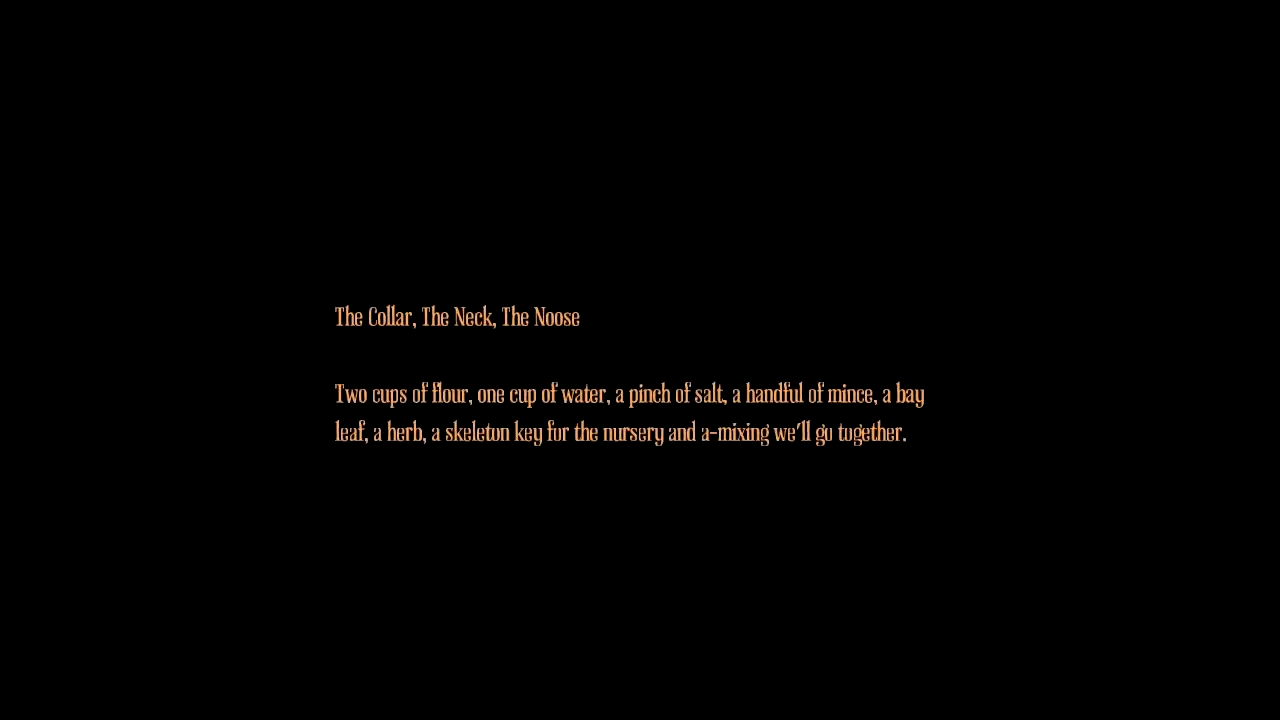 The Collar, The Neck, The Noose
Two cups of flour, one cup of water, a pinch of salt, a handful of mince, a bay
leaf, a herb, a skeleton key for the nursery and a-mixing we'll go together.